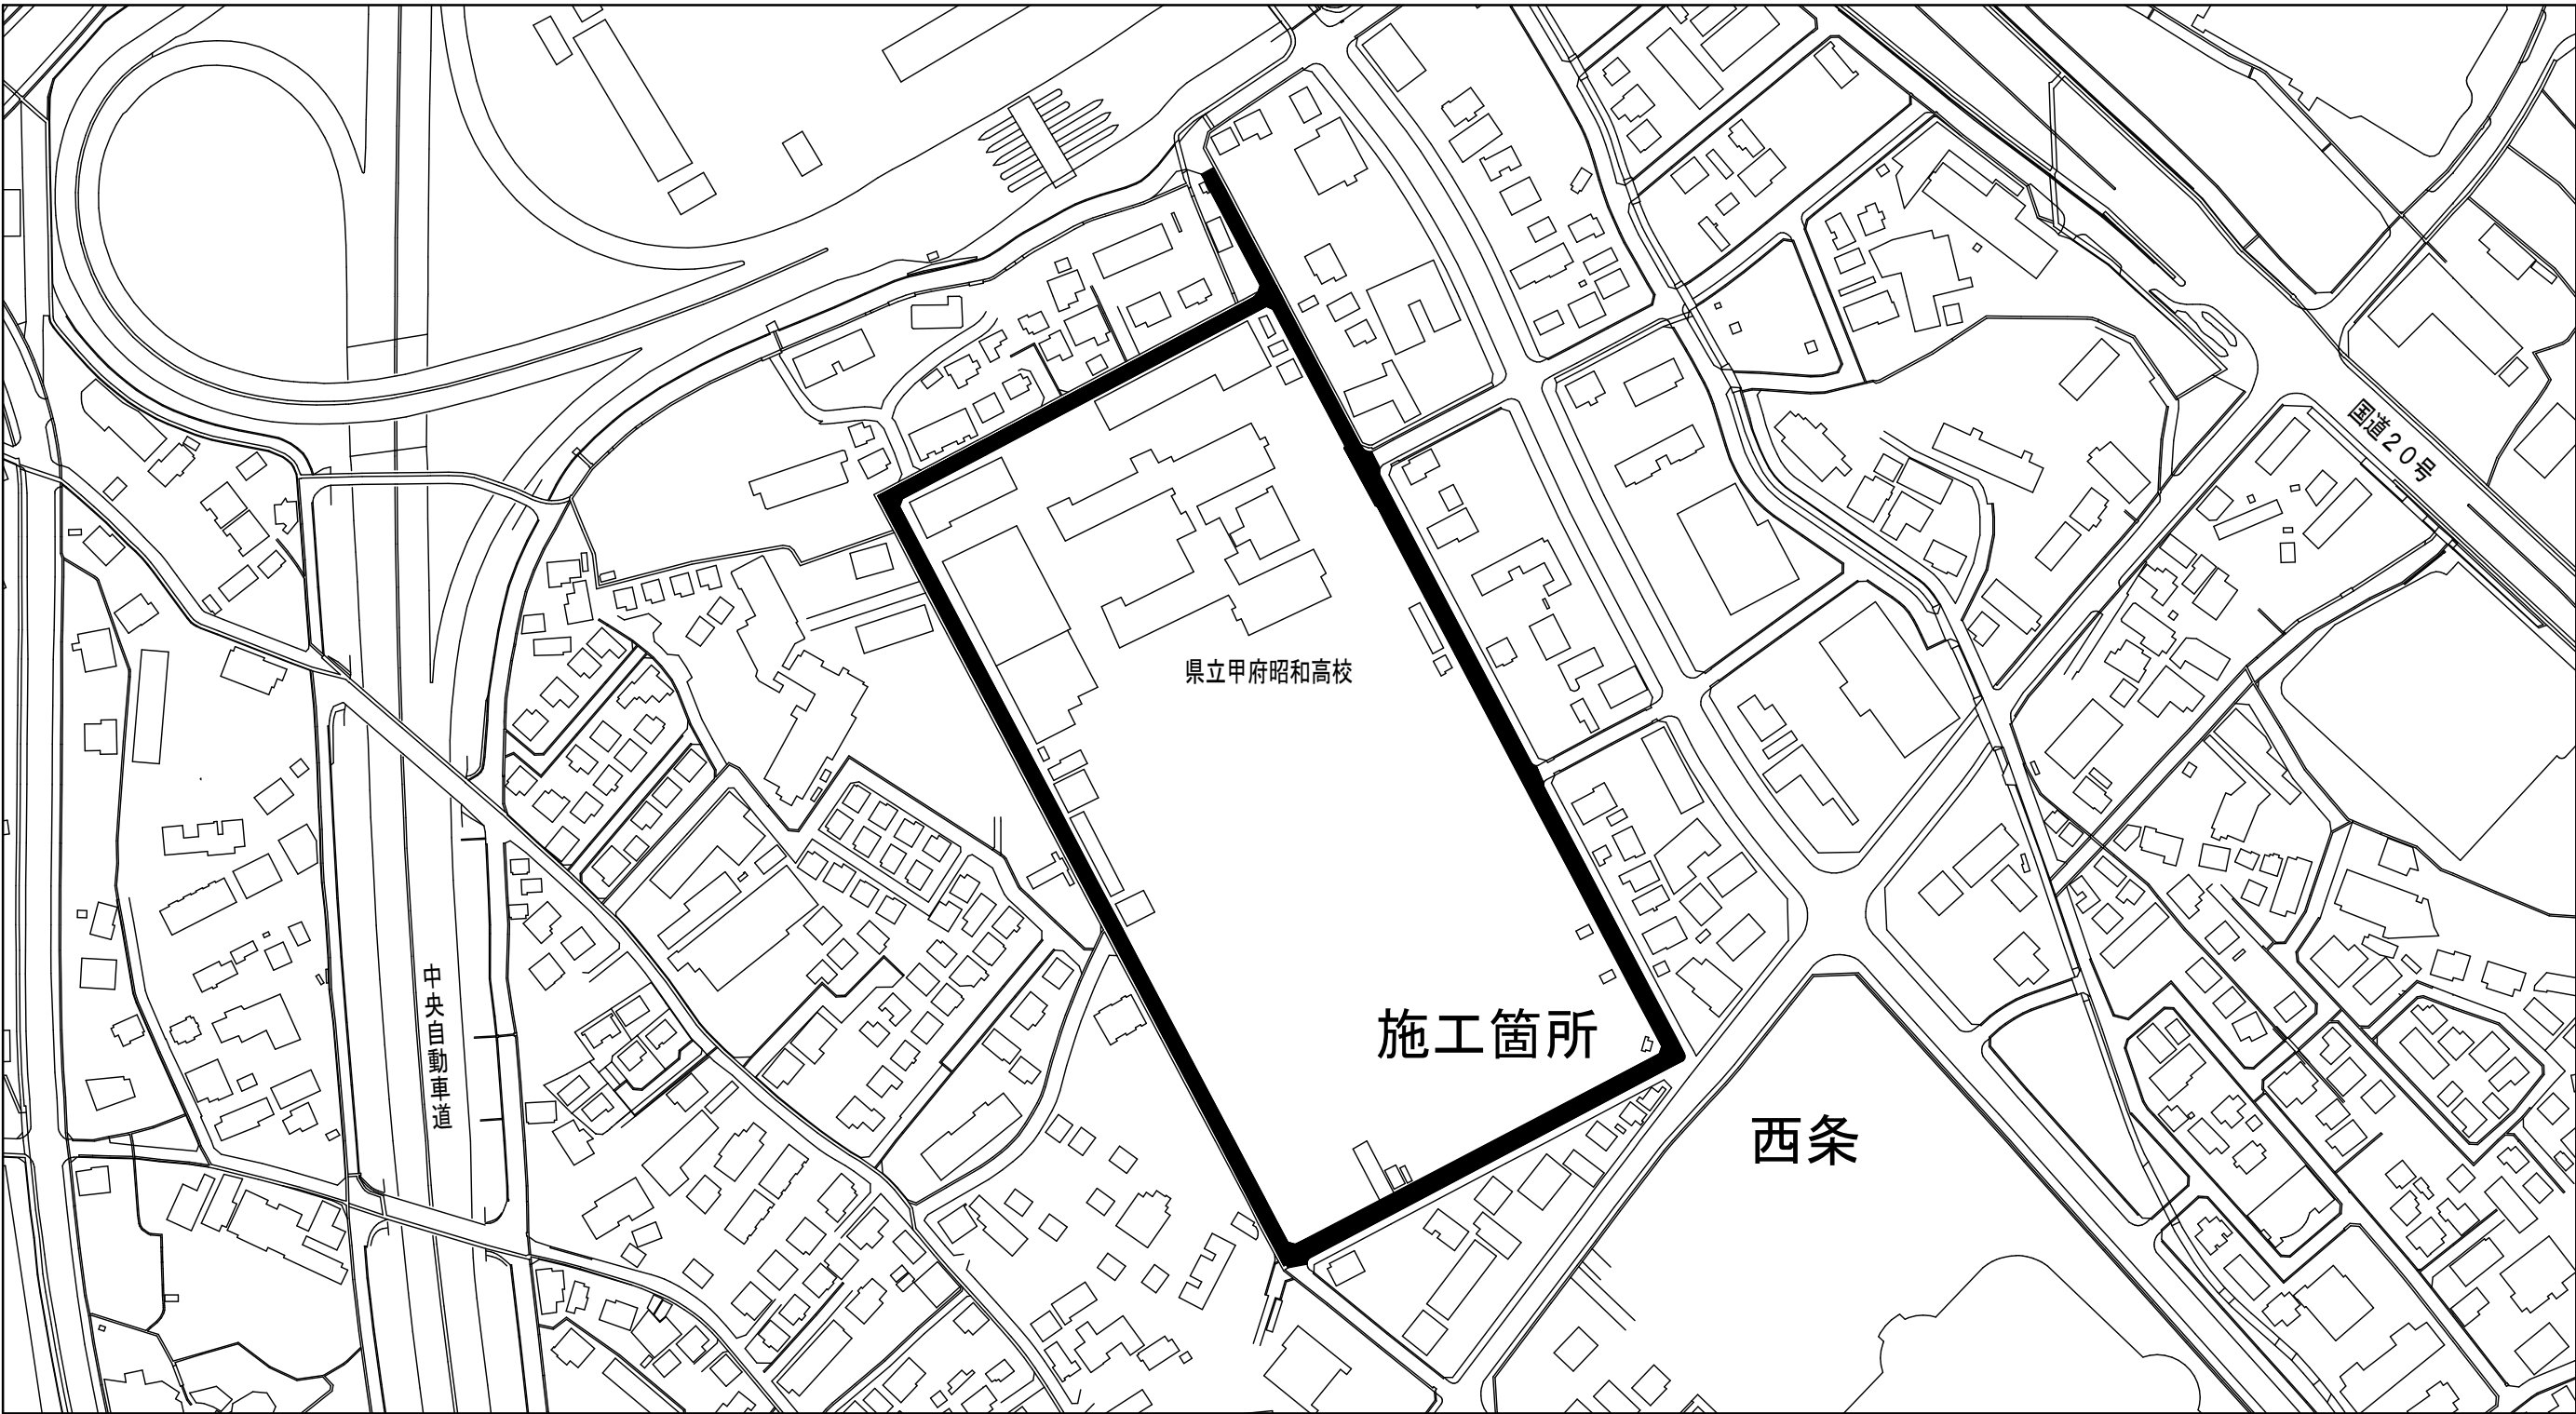 国道20号
県立甲府昭和高校
施工箇所
中央自動車道
西条